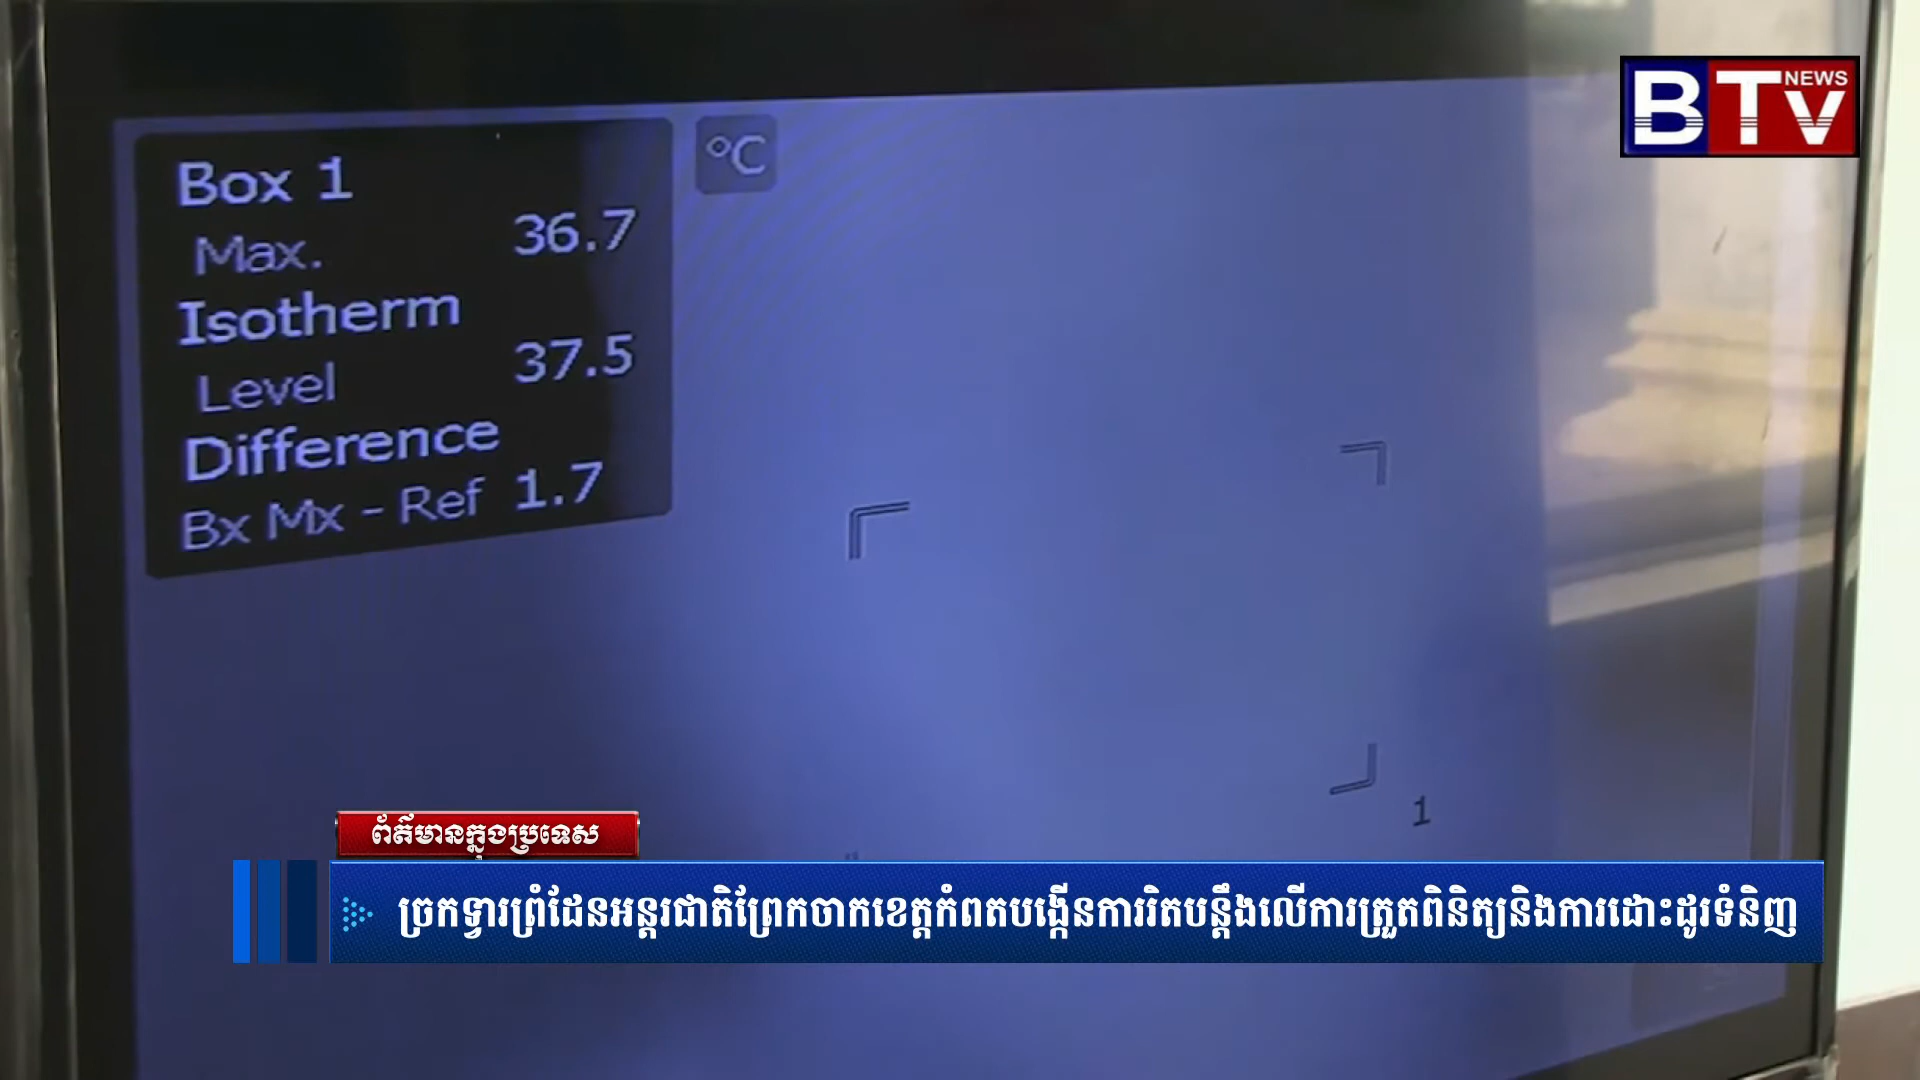 BTV NEWS
Box 1
°C
Max. 36.7
Isotherm
Level 37.5
Difference
Bx Mx - Ref 1.7
1
ព័ត៌មានក្នុងប្រទេស
ច្រកទ្វារព្រំដែនអន្តរជាតិព្រែកចាកខេត្តកំពតបង្កើនការរិតបន្តឹងលើការត្រួតពិនិត្យនិងការដោះដូរទំនិញ